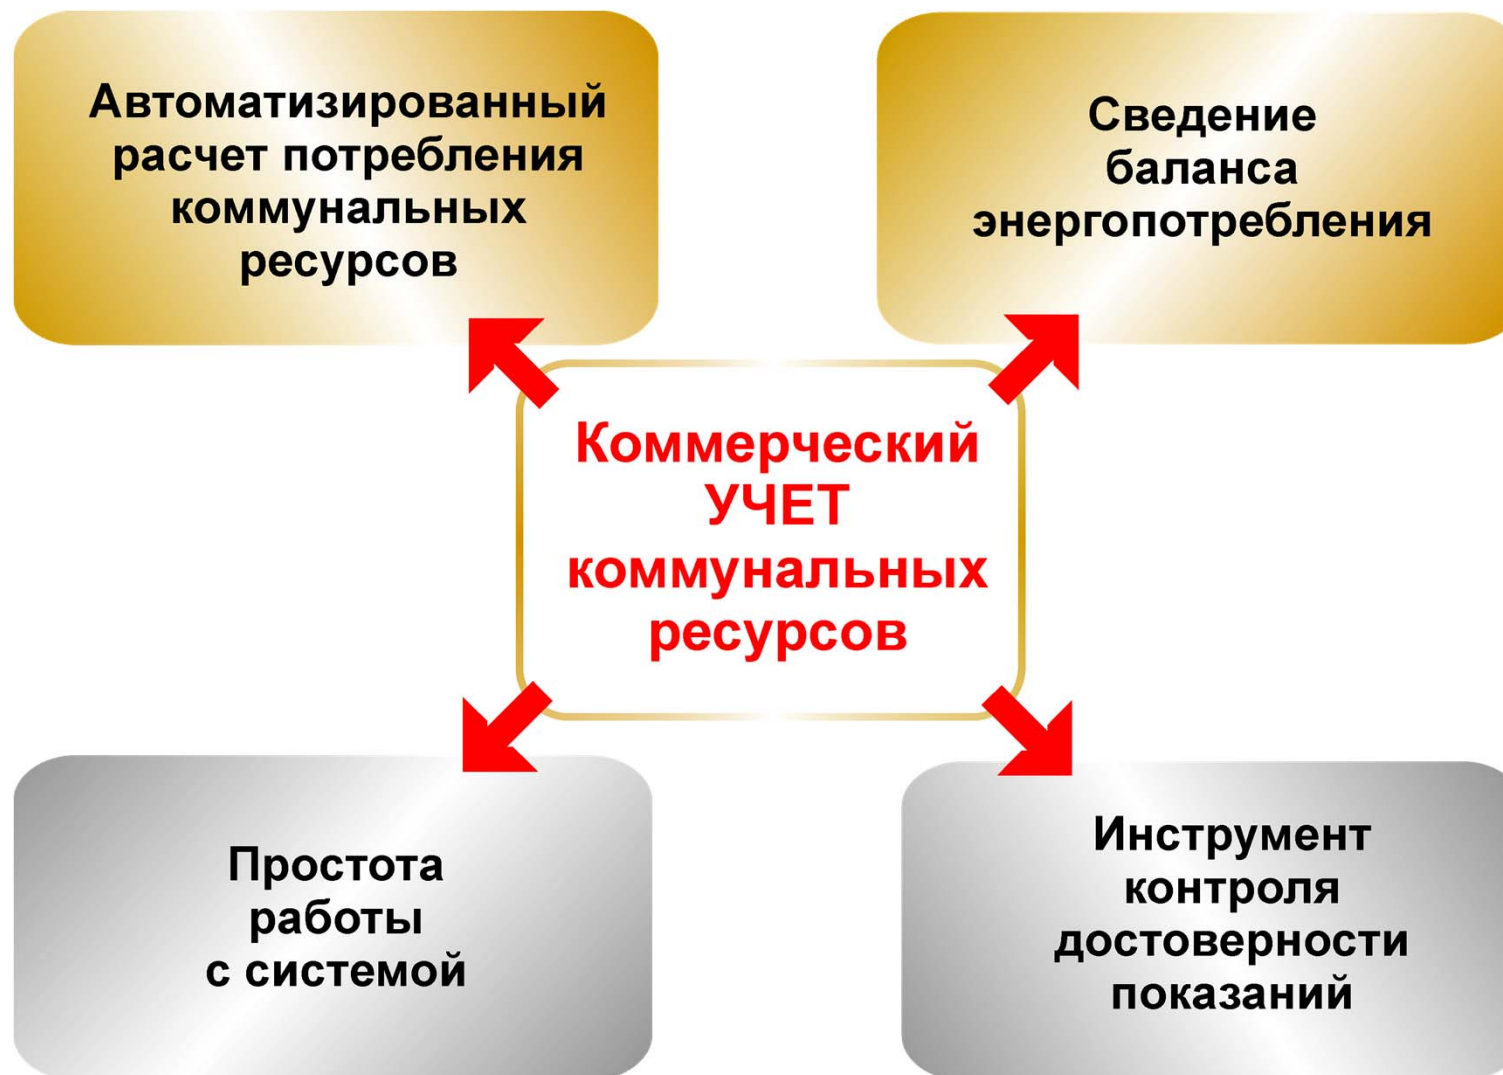 Автоматизированный
расчет потребления
коммунальных
ресурсов
Сведение
баланса
энергопотребления
Коммерческий
УЧЕТ
коммунальных
ресурсов
Простота
работы
с системой
Инструмент
контроля
достоверности
показаний